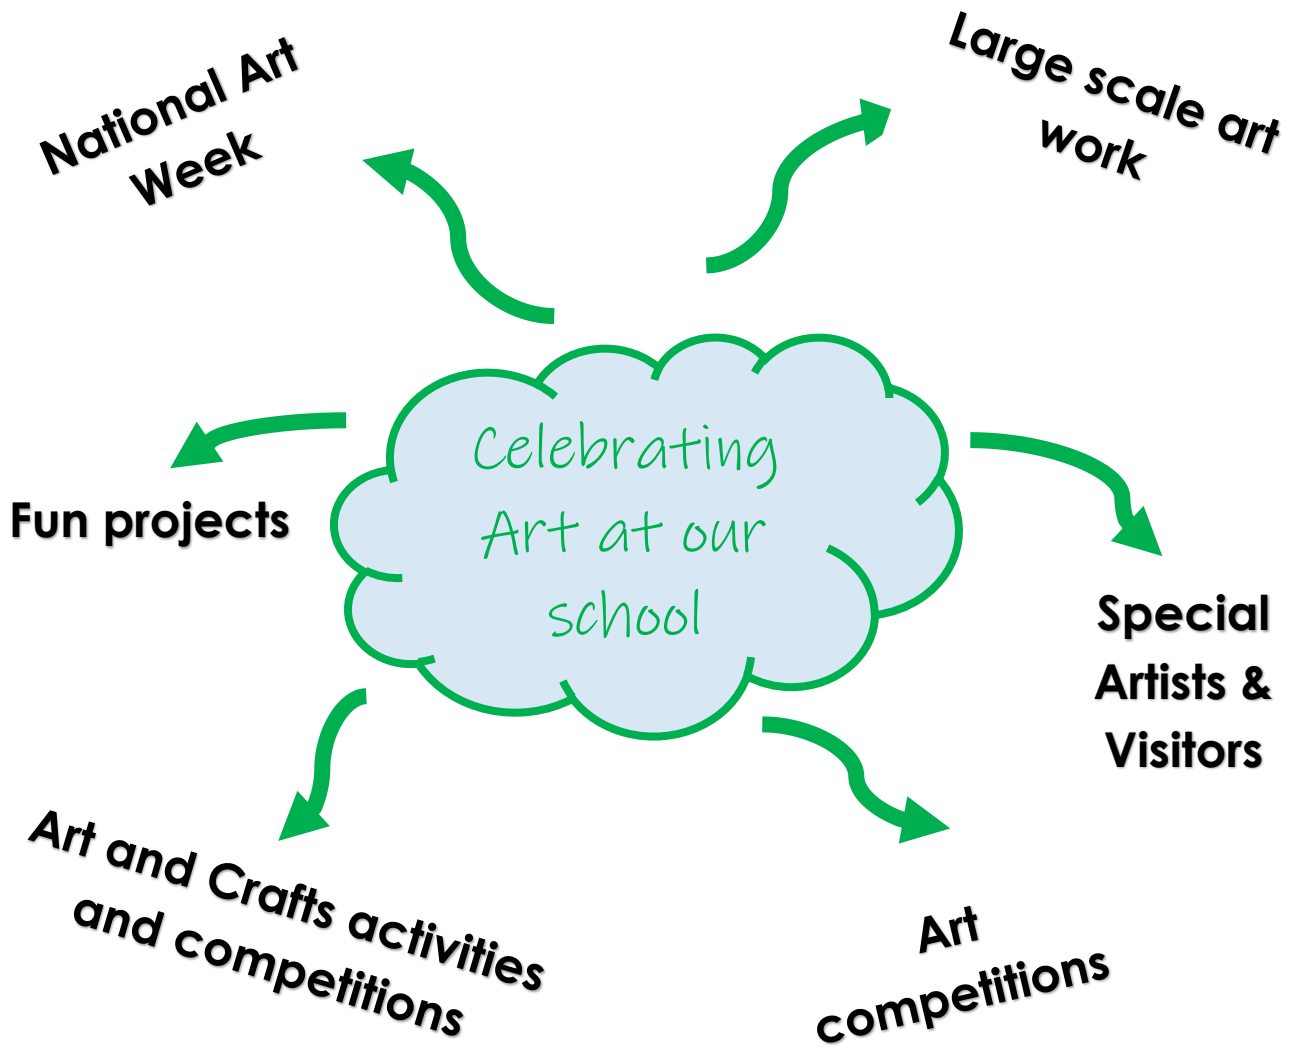 National Art
Week
Large scale art
work
Celebrating
Art at our
school
Fun projects
Special
Artists &
Visitors
Art and Crafts activities
and competitions
Art
competitions